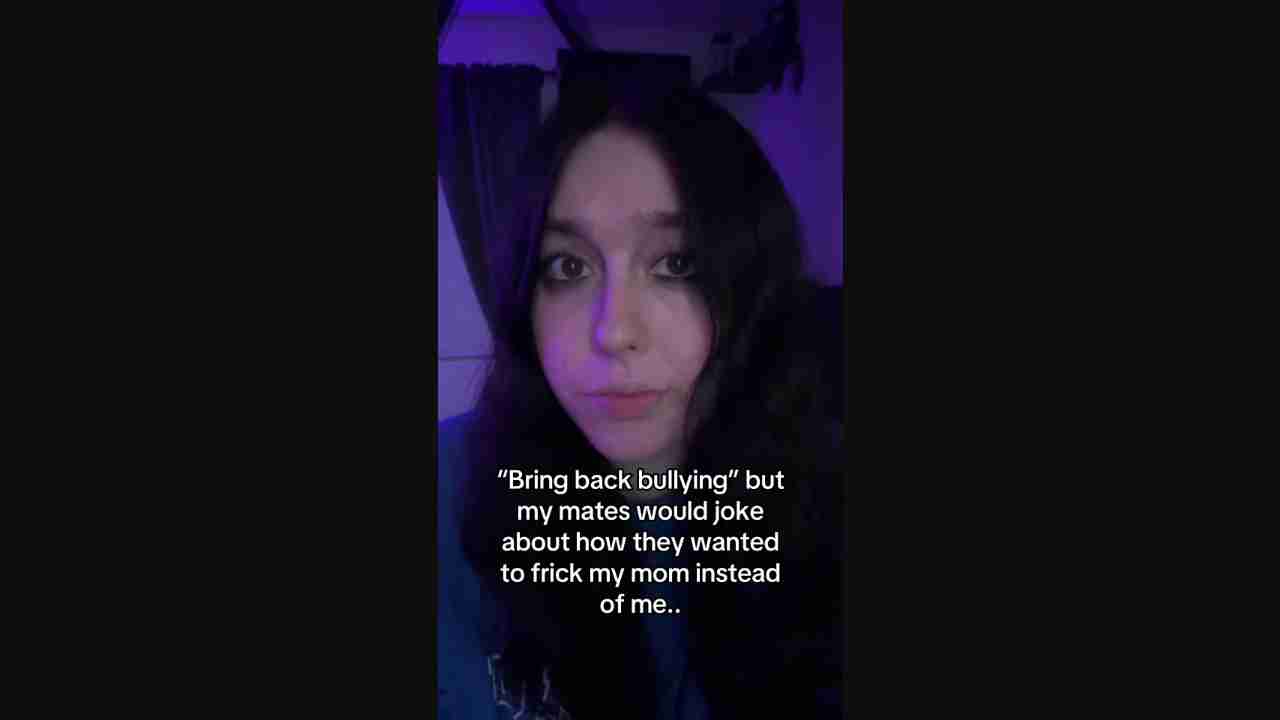 “Bring back bullying” but
my mates would joke
about how they wanted
to frick my mom instead
of me..